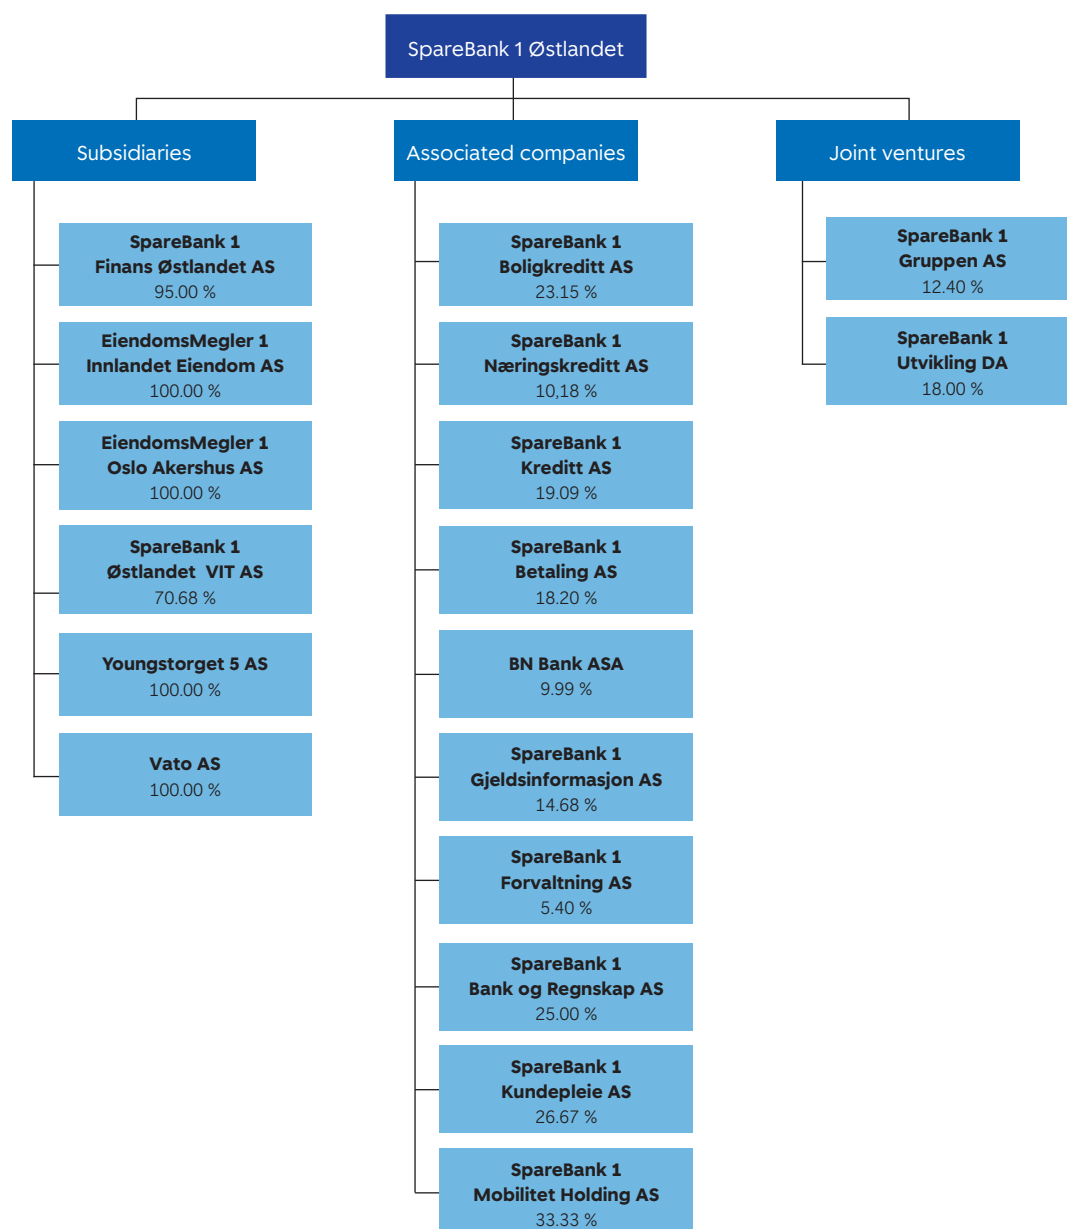 SpareBank 1 Østlandet
Subsidiaries
SpareBank 1
Finans Østlandet AS
95.00 %
EiendomsMegler 1
Innlandet Eiendom AS
100.00 %
EiendomsMegler 1
Oslo Akershus AS
100.00 %
SpareBank 1
Østlandet VIT AS
70.68 %
Youngstorget 5 AS
100.00 %
Vato AS
100.00 %
Associated companies
SpareBank 1
Boligkreditt AS
23.15 %
SpareBank 1
Næringskreditt AS
10,18 %
SpareBank 1
Kreditt AS
19.09 %
SpareBank 1
Betaling AS
18.20 %
BN Bank ASA
9.99 %
SpareBank 1
Gjeldsinformasjon AS
14.68 %
SpareBank 1
Forvaltning AS
5.40 %
SpareBank 1
Bank og Regnskap AS
25.00 %
SpareBank 1
Kundepleie AS
26.67 %
SpareBank 1
Mobilitet Holding AS
33.33 %
Joint ventures
SpareBank 1
Gruppen AS
12.40 %
SpareBank 1
Utvikling DA
18.00 %